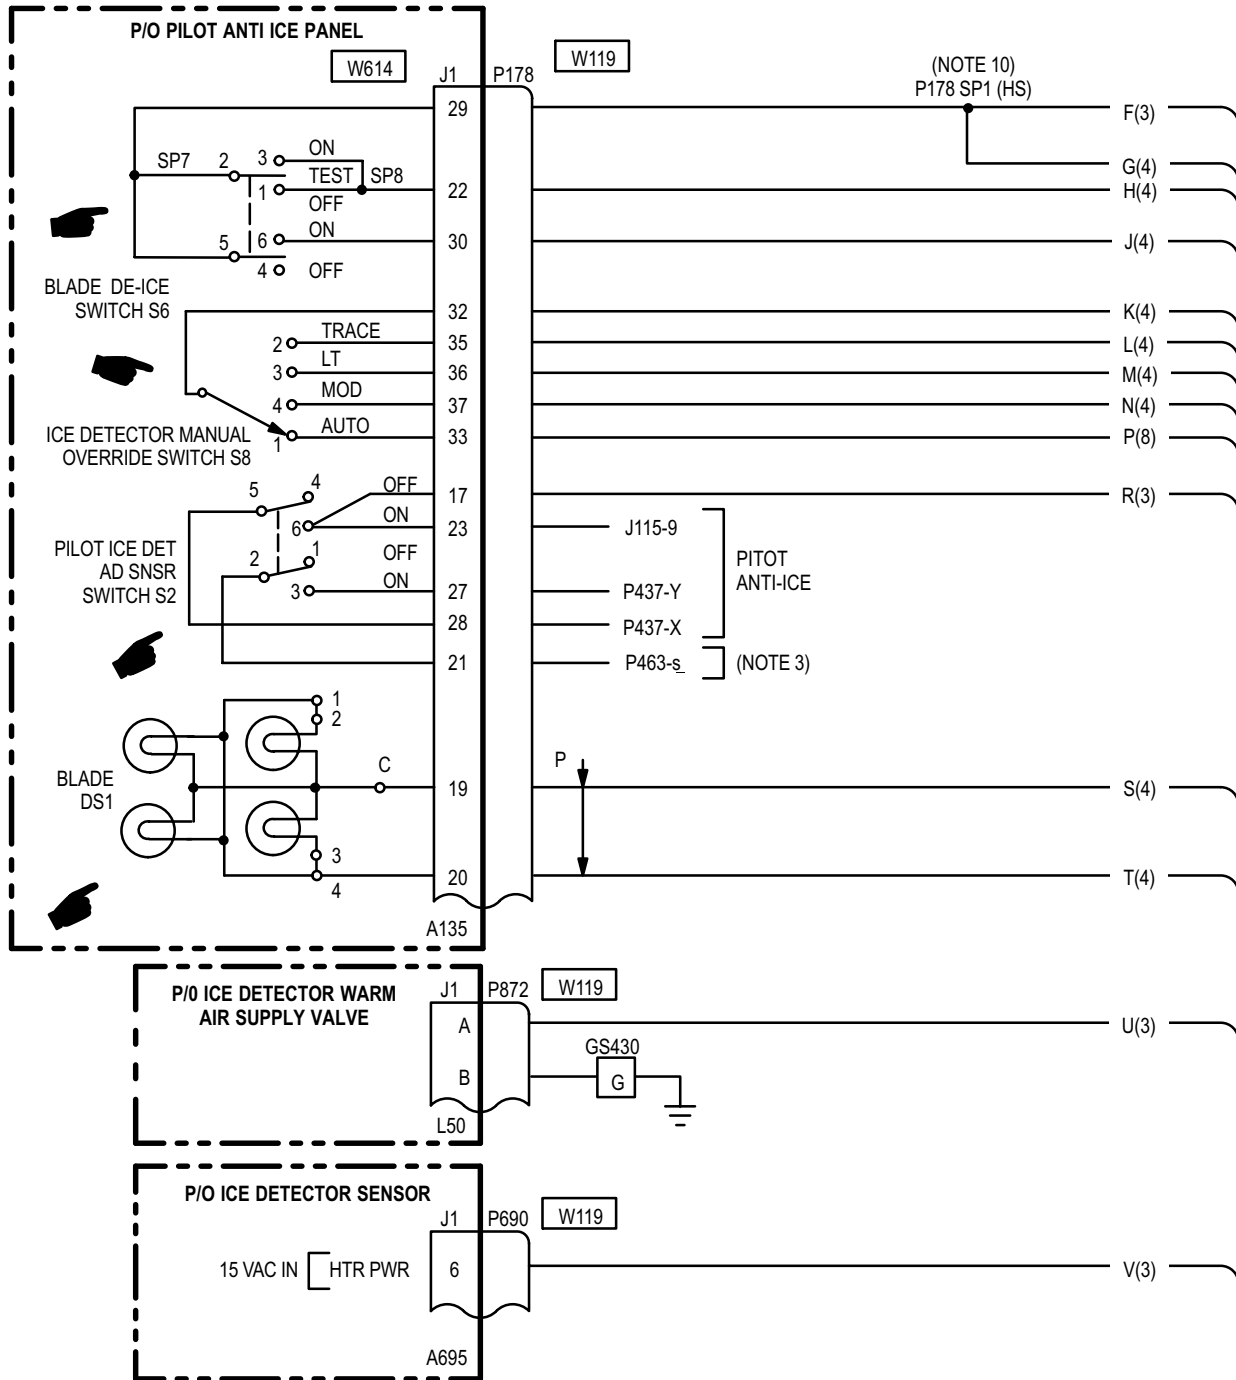 P/O PILOT ANTI ICE PANEL
W614
J1
P178
W119
(NOTE 10)
P178 SP1 (HS)
29
F(3)
SP7
2
3
ON
TEST
SP8
G(4)
1
OFF
22
H(4)
5
6
ON
30
J(4)
4
OFF
BLADE DE-ICE
SWITCH S6
32
K(4)
2
TRACE
35
L(4)
3
LT
36
M(4)
4
MOD
37
N(4)
1
AUTO
33
P(8)
ICE DETECTOR MANUAL
OVERRIDE SWITCH S8
5
4
OFF
17
R(3)
6
ON
23
J115-9
PILOT ICE DET
AD SNSR
SWITCH S2
2
1
OFF
3
ON
27
P437-Y
PITOT
ANTI-ICE
28
P437-X
21
P463-s
(NOTE 3)
1
2
BLADE
DS1
C
19
P
S(4)
3
4
20
T(4)
A135
P/0 ICE DETECTOR WARM
AIR SUPPLY VALVE
J1
P872
W119
A
U(3)
B
GS430
G
L50
P/O ICE DETECTOR SENSOR
J1
P690
W119
15 VAC IN
HTR PWR
6
V(3)
A695